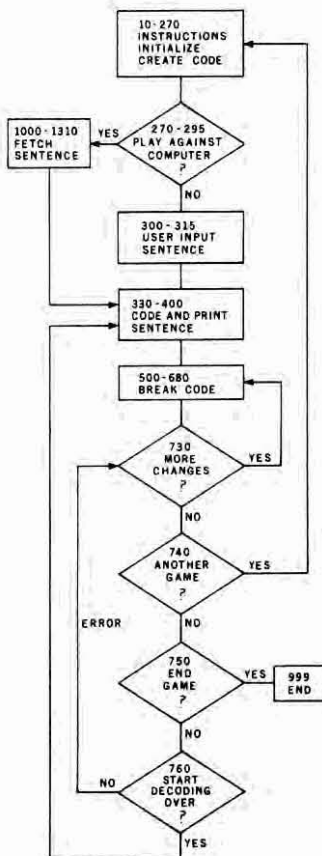 10-270
INSTRUCTIONS
INITIALIZE
CREATE CODE
1000-1310
FETCH
SENTENCE
YES
270-295
PLAY AGAINST
COMPUTER
?
NO
300-315
USER INPUT
SENTENCE
330-400
CODE AND PRINT
SENTENCE
500-680
BREAK CODE
730
MORE
CHANGES
?
YES
NO
740
ANOTHER
GAME
?
YES
ERROR
NO
750
END
GAME
?
YES
999
END
NO
760
START
DECODING
OVER
?
NO
YES